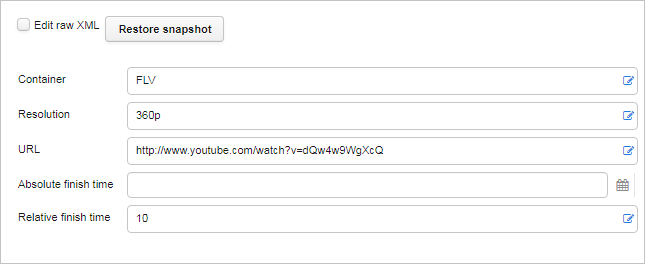 Edit raw XML Restore snapshot
Container FLV
Resolution 360p
URL http://www.youtube.com/watch?v=dQw4w9WgXcQ
Absolute finish time
Relative finish time 10